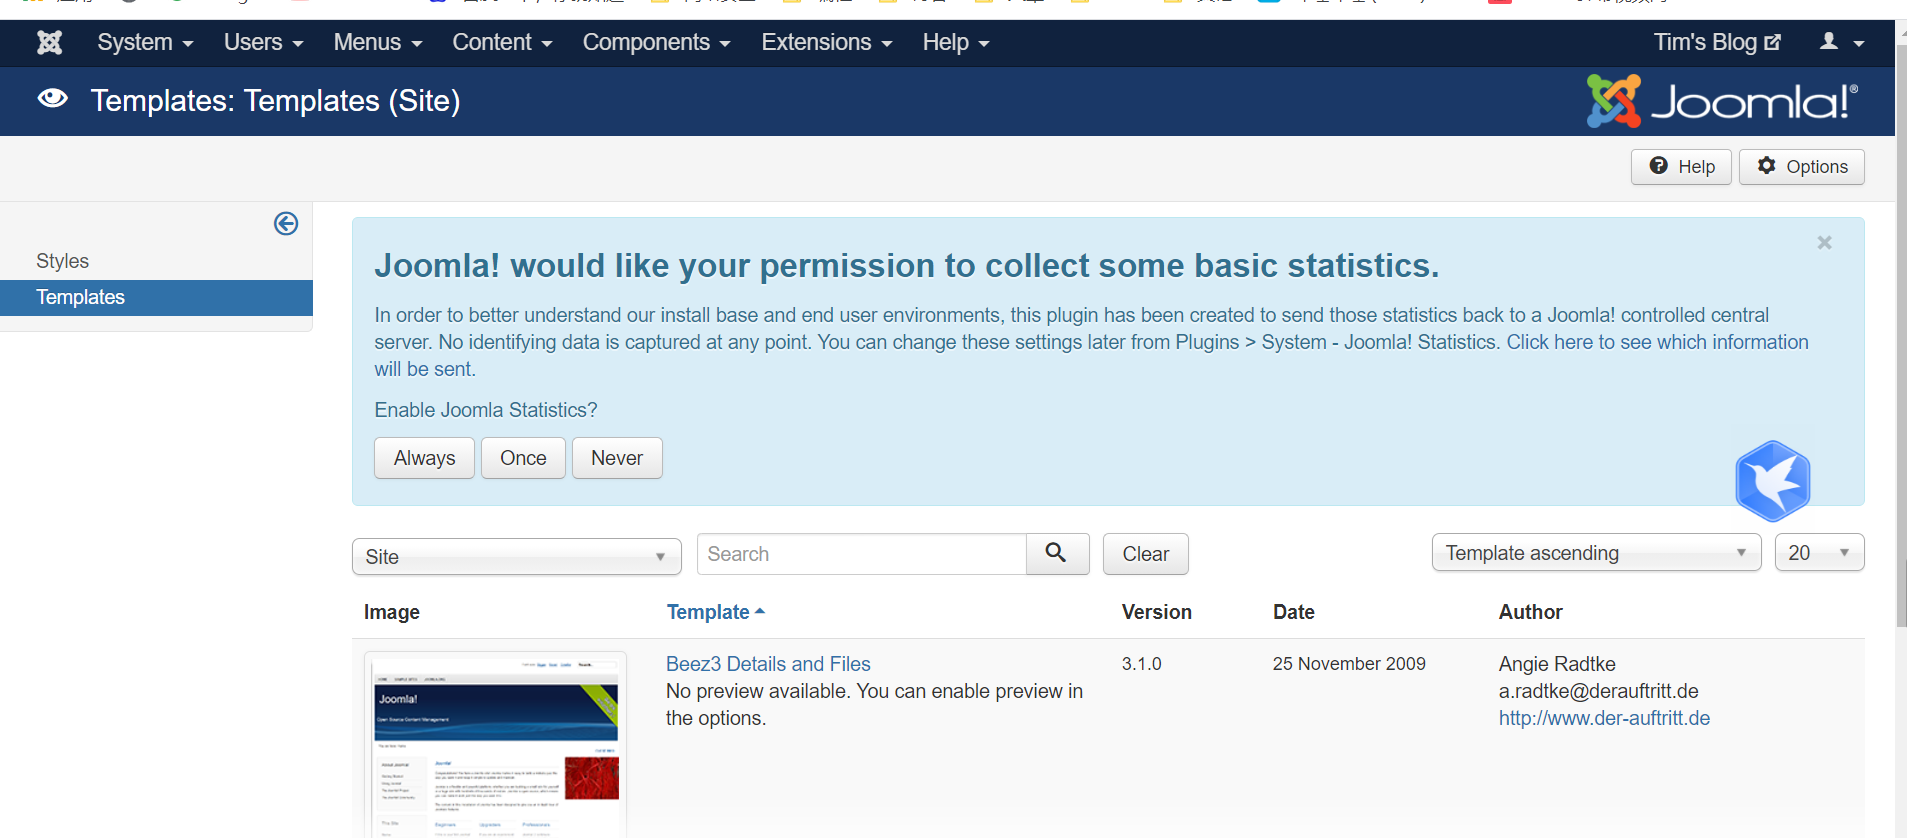 System Users Menus Content Components Extensions Help Tim's Blog
Templates: Templates (Site) Joomla!®
Help Options
Styles
Templates
Joomla! would like your permission to collect some basic statistics.
In order to better understand our install base and end user environments, this plugin has been created to send those statistics back to a Joomla! controlled central
server. No identifying data is captured at any point. You can change these settings later from Plugins > System - Joomla! Statistics. Click here to see which information
will be sent.
Enable Joomla Statistics?
Always Once Never
Site Search Clear Template ascending 20
Image Template Version Date Author
Beez3 Details and Files 3.1.0 25 November 2009 Angie Radtke
No preview available. You can enable preview in a.radtke@derauftritt.de
the options. http://www.der-auftritt.de
Joomla!
Open Source Content Management